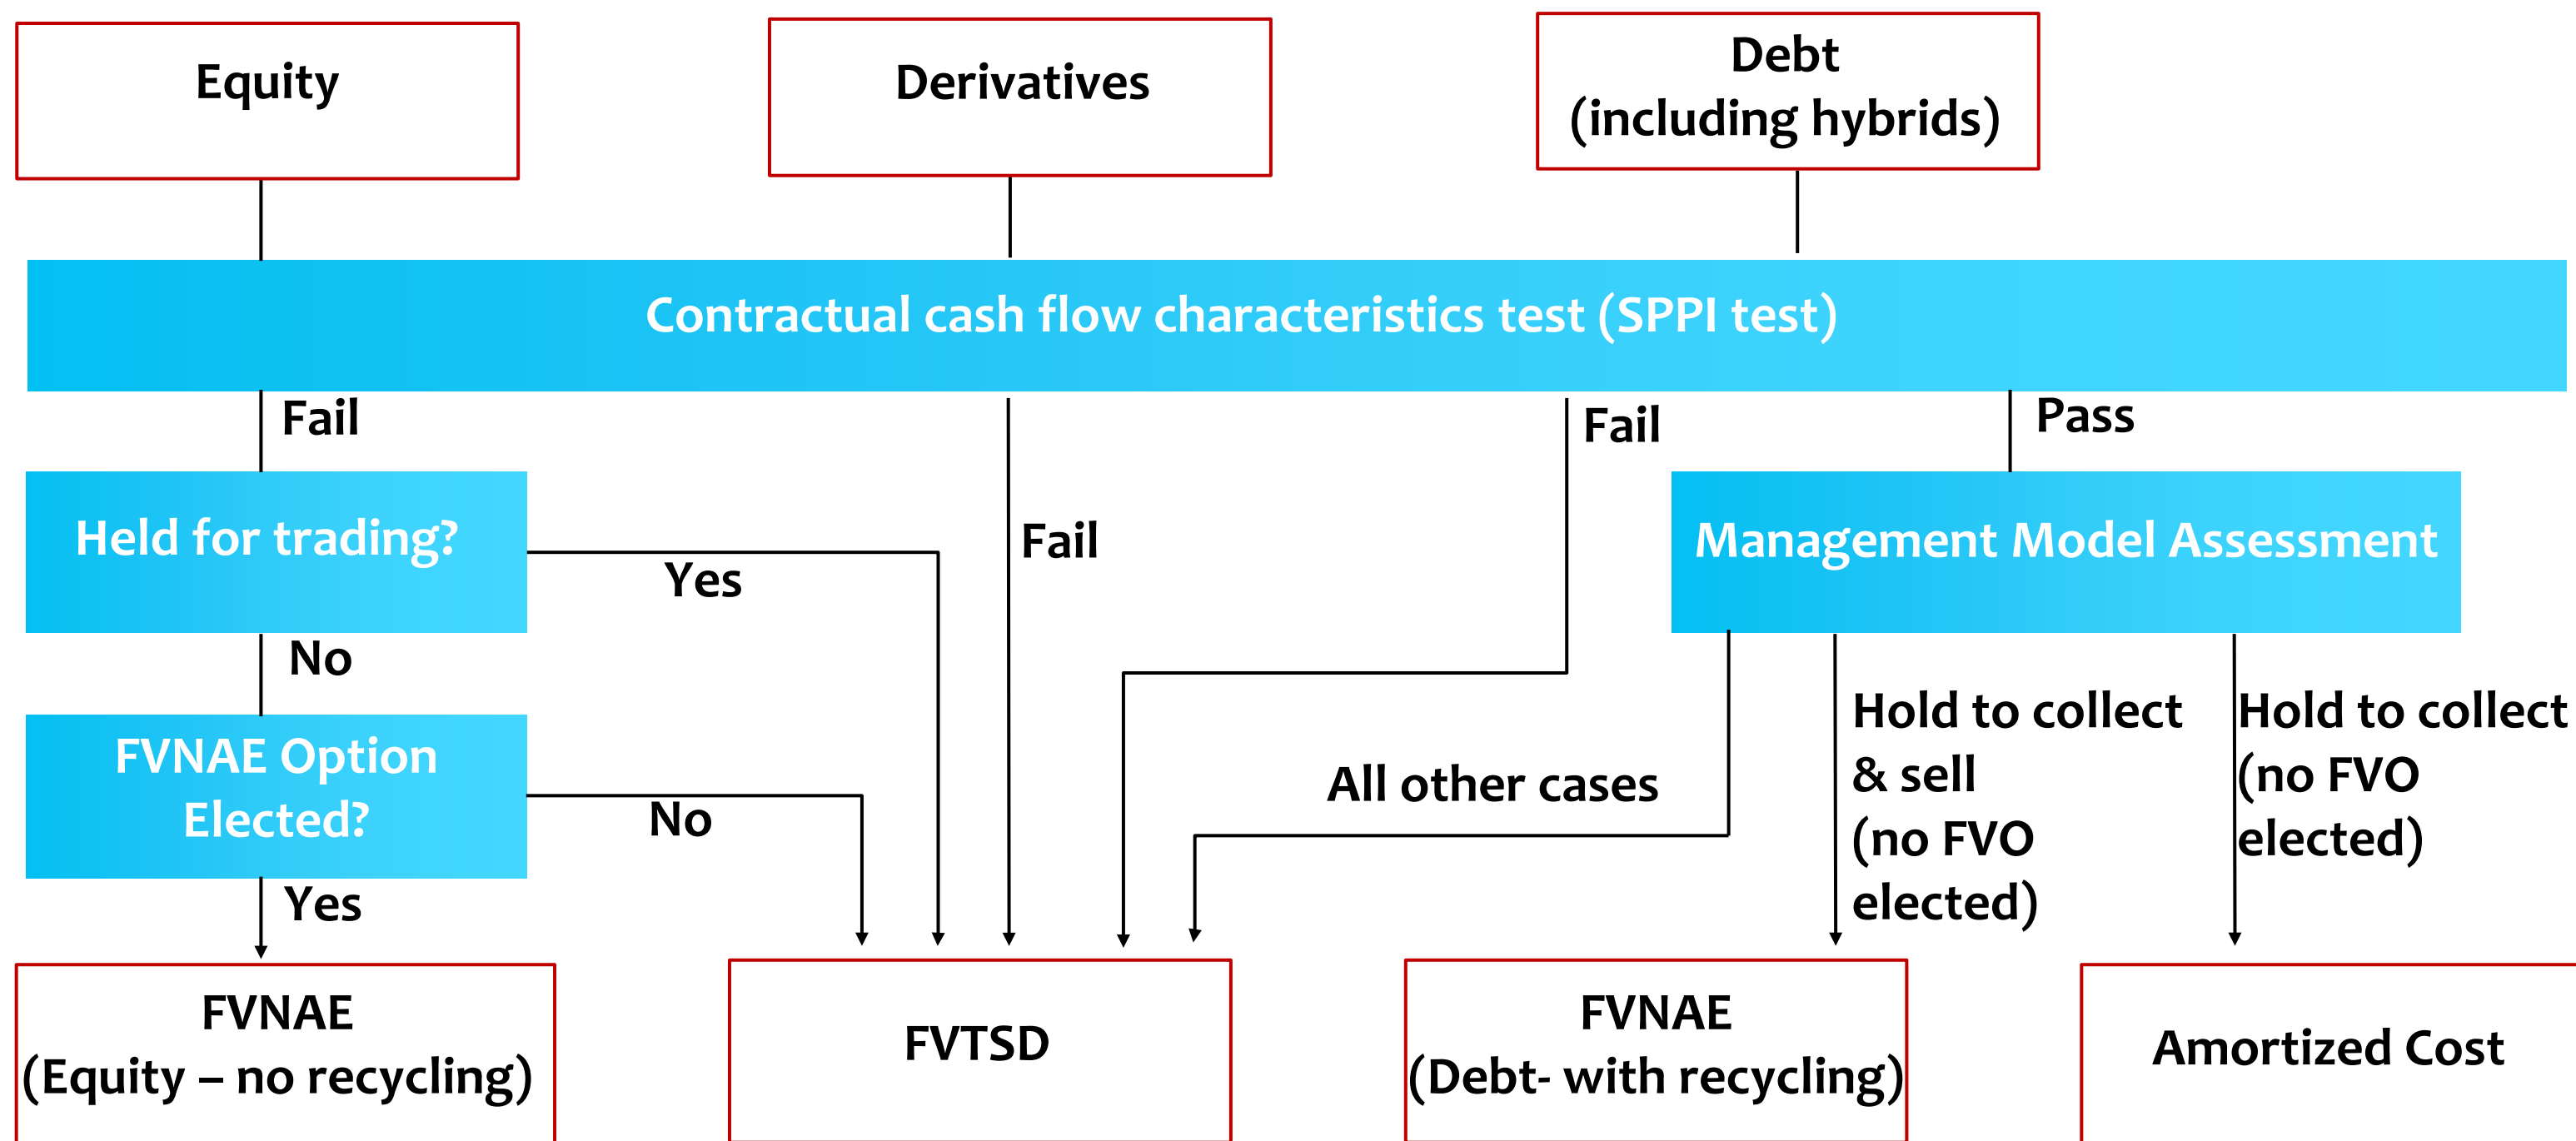 Equity
Derivatives
Debt
(including hybrids)
Contractual cash flow characteristics test (SPPI test)
Fail
Fail
Pass
Held for trading?
Yes
Fail
Management Model Assessment
No
FVNAE Option
Elected?
No
All other cases
Hold to collect
& sell
(no FVO
elected)
Hold to collect
(no FVO
elected)
Yes
FVNAE
(Equity – no recycling)
FVTSD
FVNAE
(Debt- with recycling)
Amortized Cost